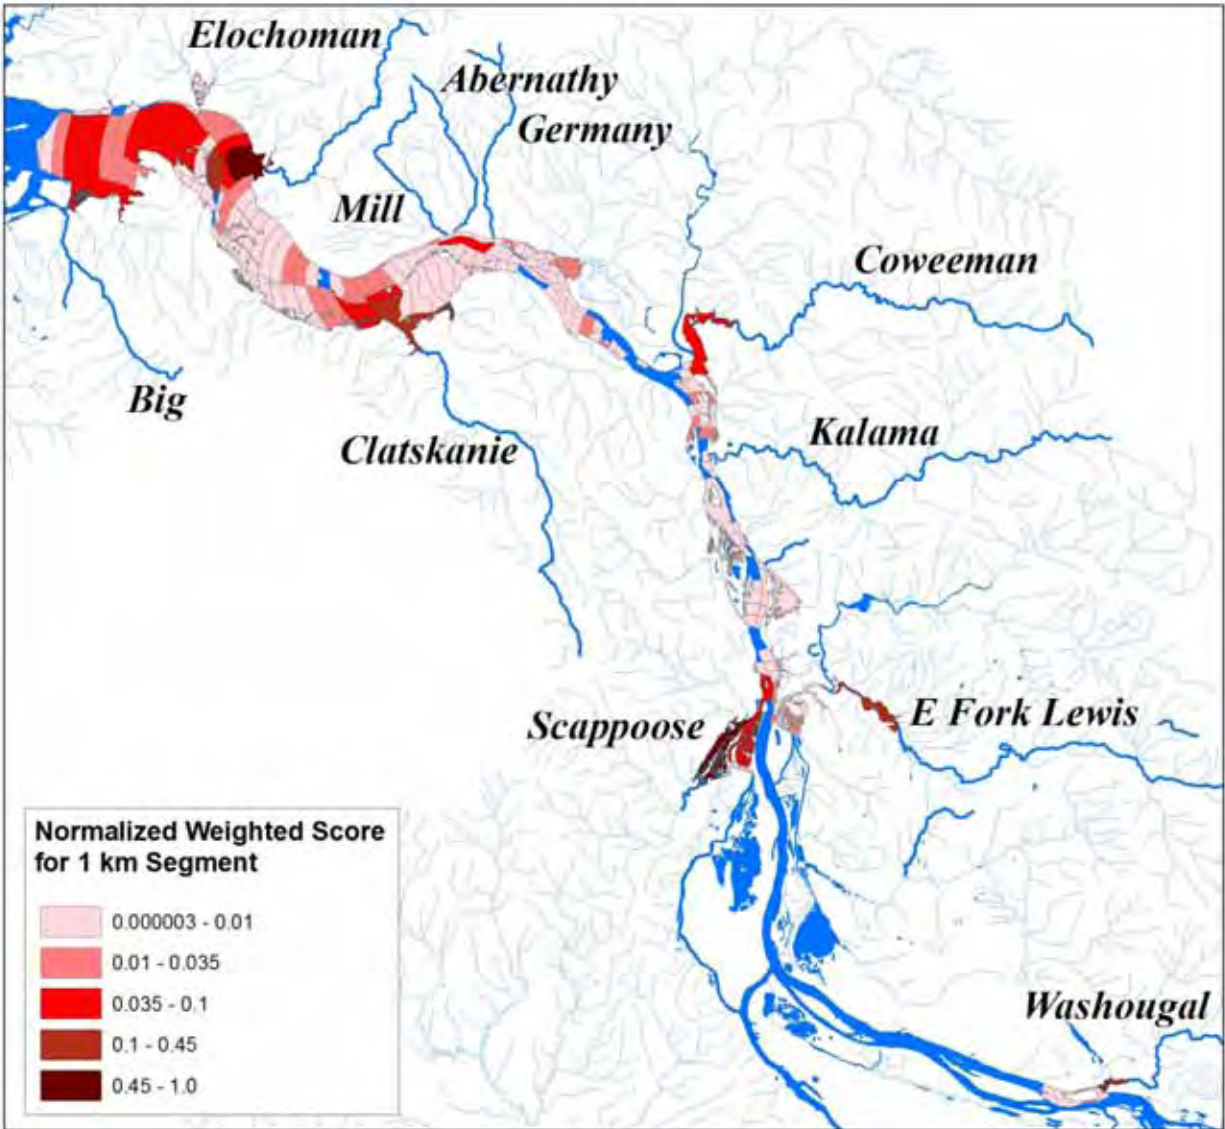 Elochoman
Abernathy
Germany
Mill
Coweeman
Big
Clatskanie
Kalama
Scappoose
E Fork Lewis
Washougal
Normalized Weighted Score
for 1 km Segment
0.000003 - 0.01
0.01 - 0.035
0.035 - 0.1
0.1 - 0.45
0.45 - 1.0